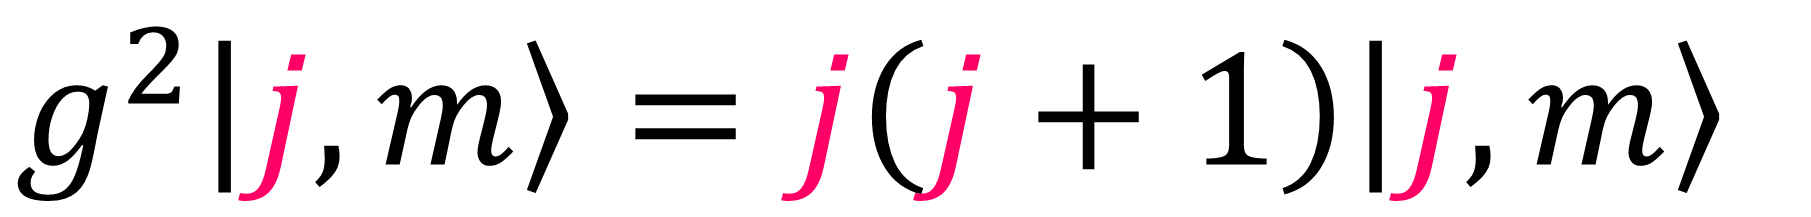 g²|j, m⟩ = j(j + 1)|j, m⟩